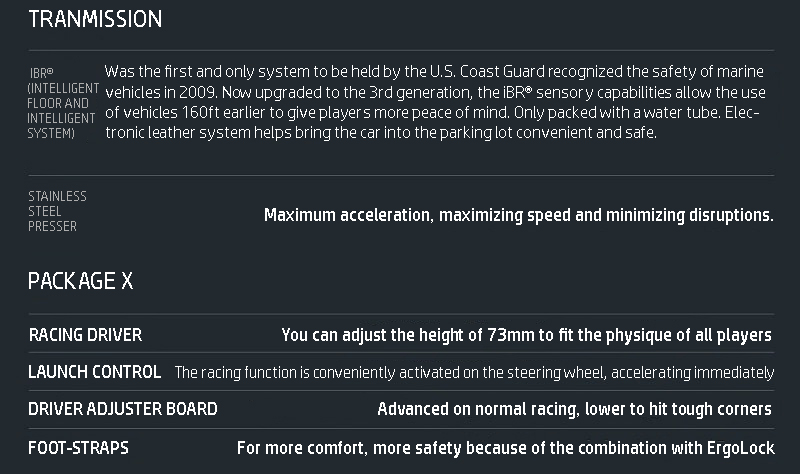 TRANMISSION
IBR®
(INTELLIGENT
FLOOR AND
INTELLIGENT
SYSTEM)
Was the first and only system to be held by the U.S. Coast Guard recognized the safety of marine
vehicles in 2009. Now upgraded to the 3rd generation, the iBR® sensory capabilities allow the use
of vehicles 160ft earlier to give players more peace of mind. Only packed with a water tube. Elec-
tronic leather system helps bring the car into the parking lot convenient and safe.
STAINLESS
STEEL
PRESSER
Maximum acceleration, maximizing speed and minimizing disruptions.
PACKAGE X
RACING DRIVER You can adjust the height of 73mm to fit the physique of all players
LAUNCH CONTROL The racing function is conveniently activated on the steering wheel, accelerating immediately
DRIVER ADJUSTER BOARD Advanced on normal racing, lower to hit tough corners
FOOT-STRAPS For more comfort, more safety because of the combination with ErgoLock